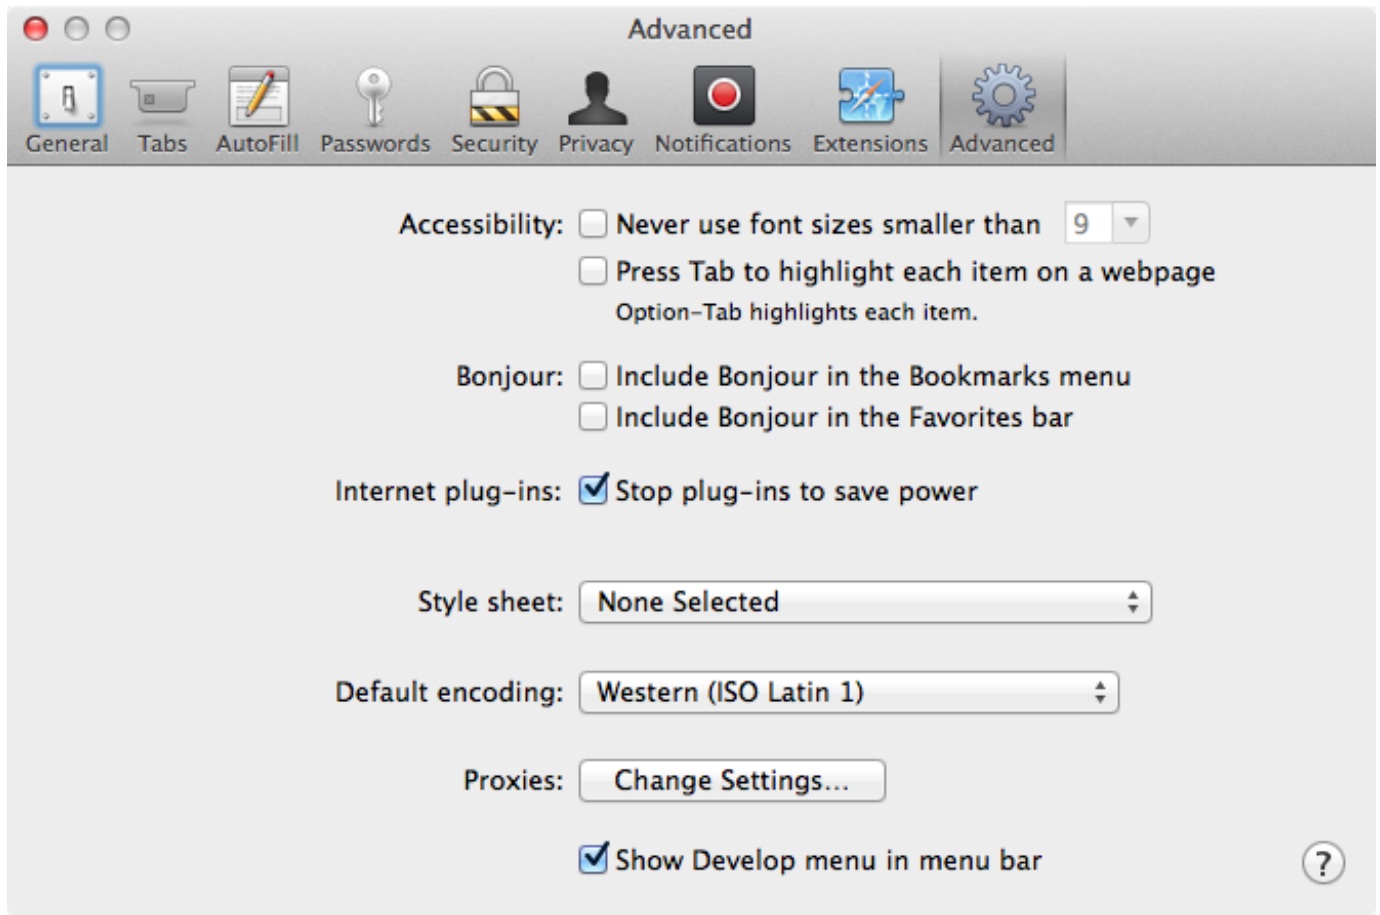 Advanced
General Tabs AutoFill Passwords Security Privacy Notifications Extensions Advanced
Accessibility: Never use font sizes smaller than 9
Press Tab to highlight each item on a webpage
Option-Tab highlights each item.
Bonjour: Include Bonjour in the Bookmarks menu
Include Bonjour in the Favorites bar
Internet plug-ins: Stop plug-ins to save power
Style sheet: None Selected
Default encoding: Western (ISO Latin 1)
Proxies: Change Settings...
Show Develop menu in menu bar ?